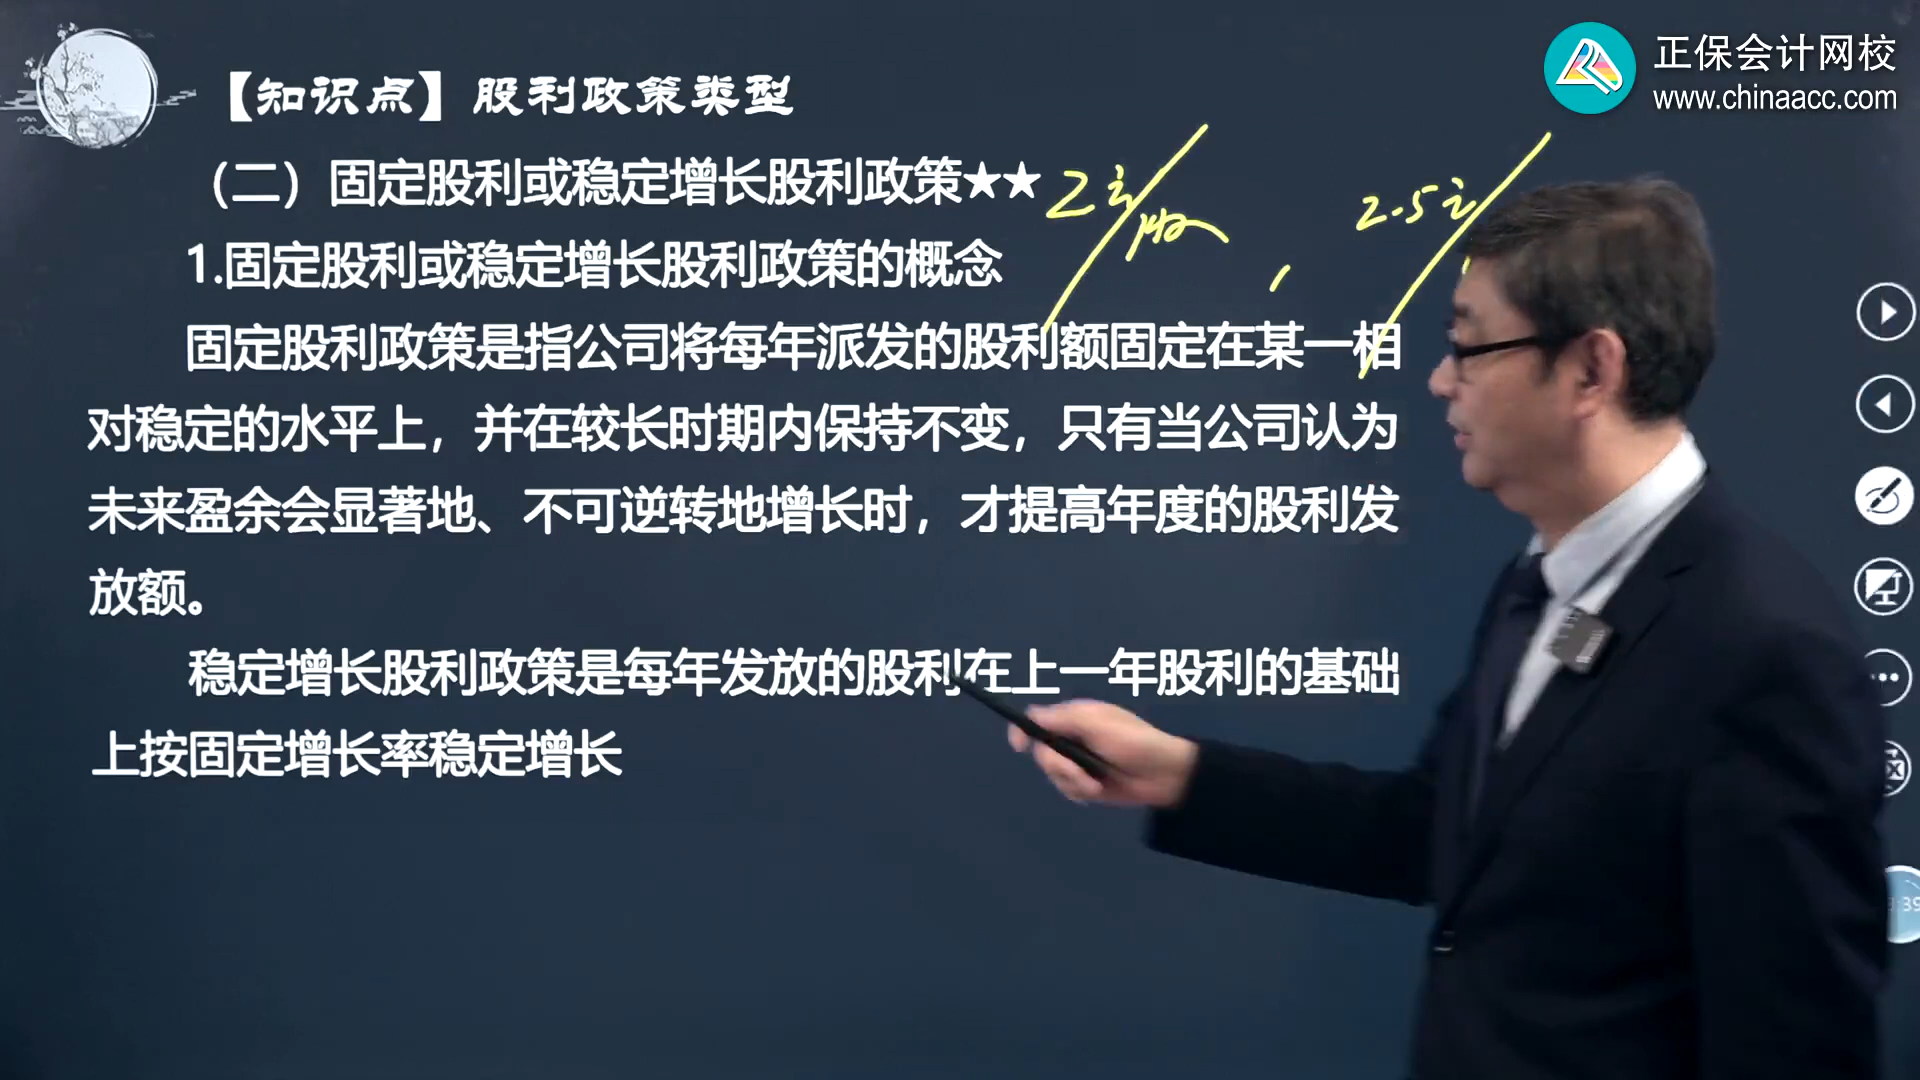 正保会计网校
www.chinaacc.com
【知识点】股利政策类型
（二）固定股利或稳定增长股利政策★★
2元/股，2.5元/
1.固定股利或稳定增长股利政策的概念
固定股利政策是指公司将每年派发的股利额固定在某一相
对稳定的水平上，并在较长时期内保持不变，只有当公司认为
未来盈余会显著地、不可逆转地增长时，才提高年度的股利发
放额。
稳定增长股利政策是每年发放的股利在上一年股利的基础
上按固定增长率稳定增长